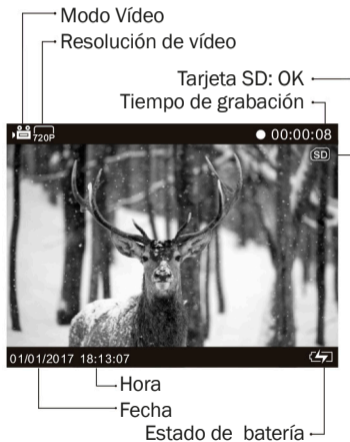 Modo Vídeo
Resolución de vídeo
Tarjeta SD: OK
Tiempo de grabación
720P 00:00:08
SD
01/01/2017 18:13:07
Hora
Fecha
Estado de batería